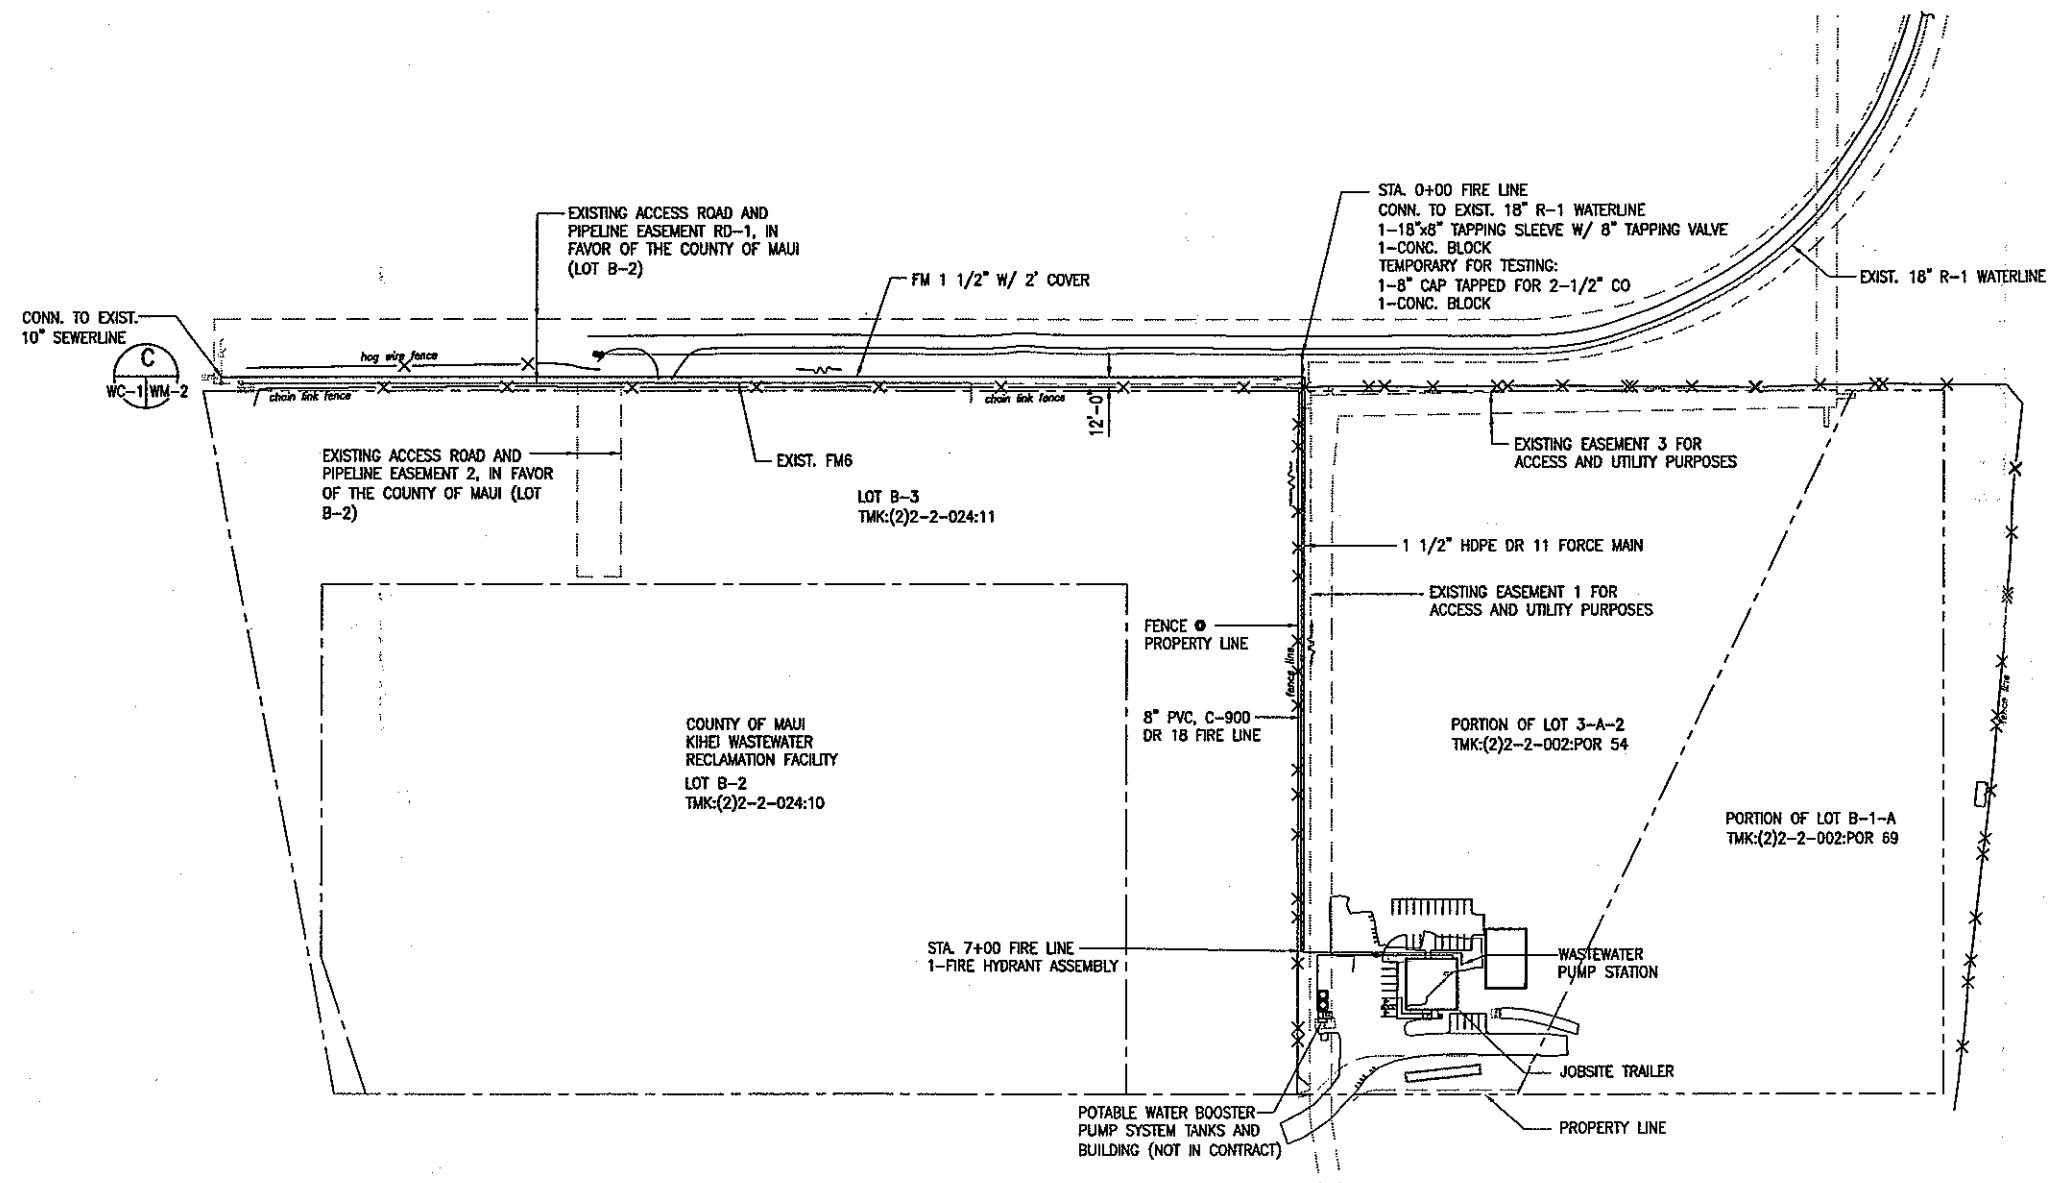 STA. 0+00 FIRE LINE
CONN. TO EXIST. 18" R-1 WATERLINE
1-18"x8" TAPPING SLEEVE W/ 8" TAPPING VALVE
1-CONC. BLOCK
TEMPORARY FOR TESTING:
1-8" CAP TAPPED FOR 2-1/2" CO
1-CONC. BLOCK
EXISTING ACCESS ROAD AND
PIPELINE EASEMENT RD-1, IN
FAVOR OF THE COUNTY OF MAUI
(LOT B-2)
FM 1 1/2" W/ 2' COVER
EXIST. 18" R-1 WATERLINE
CONN. TO EXIST.
10" SEWERLINE
C
WC-1 WM-2
hog wire fence
chain link fence
chain link fence
12'-0"
EXISTING ACCESS ROAD AND
PIPELINE EASEMENT 2, IN FAVOR
OF THE COUNTY OF MAUI (LOT
B-2)
EXIST. FM6
EXISTING EASEMENT 3 FOR
ACCESS AND UTILITY PURPOSES
LOT B-3
TMK:(2)2-2-024:11
1 1/2" HDPE DR 11 FORCE MAIN
EXISTING EASEMENT 1 FOR
ACCESS AND UTILITY PURPOSES
FENCE @
PROPERTY LINE
fence line
fence line
8" PVC, C-900
DR 18 FIRE LINE
COUNTY OF MAUI
KIHEI WASTEWATER
RECLAMATION FACILITY
LOT B-2
TMK:(2)2-2-024:10
PORTION OF LOT 3-A-2
TMK:(2)2-2-002:POR 54
PORTION OF LOT B-1-A
TMK:(2)2-2-002:POR 69
STA. 7+00 FIRE LINE
1-FIRE HYDRANT ASSEMBLY
WASTEWATER
PUMP STATION
JOBSITE TRAILER
POTABLE WATER BOOSTER
PUMP SYSTEM TANKS AND
BUILDING (NOT IN CONTRACT)
PROPERTY LINE